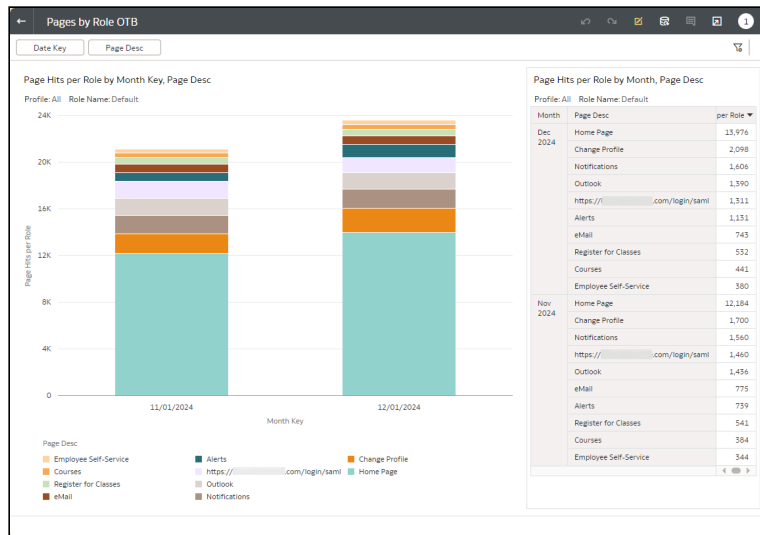 Pages by Role OTB
1
Date Key Page Desc
Page Hits per Role by Month Key, Page Desc
Profile: All Role Name: Default
24K
20K
16K
12K
8K
4K
0
Page Hits per Role
11/01/2024 12/01/2024
Month Key
Page Desc
Employee Self-Service Alerts Change Profile
Courses https:// .com/login/saml Home Page
Register for Classes Outlook
eMail Notifications
Page Hits per Role by Month, Page Desc
Profile: All Role Name: Default
Month Page Desc per Role
Dec 2024 Home Page 13,976
Change Profile 2,098
Notifications 1,606
Outlook 1,390
https:// .com/login/saml 1,311
Alerts 1,131
eMail 743
Register for Classes 532
Courses 441
Employee Self-Service 380
Nov 2024 Home Page 12,184
Change Profile 1,700
Notifications 1,560
https:// .com/login/saml 1,460
Outlook 1,436
eMail 775
Alerts 739
Register for Classes 541
Courses 384
Employee Self-Service 344